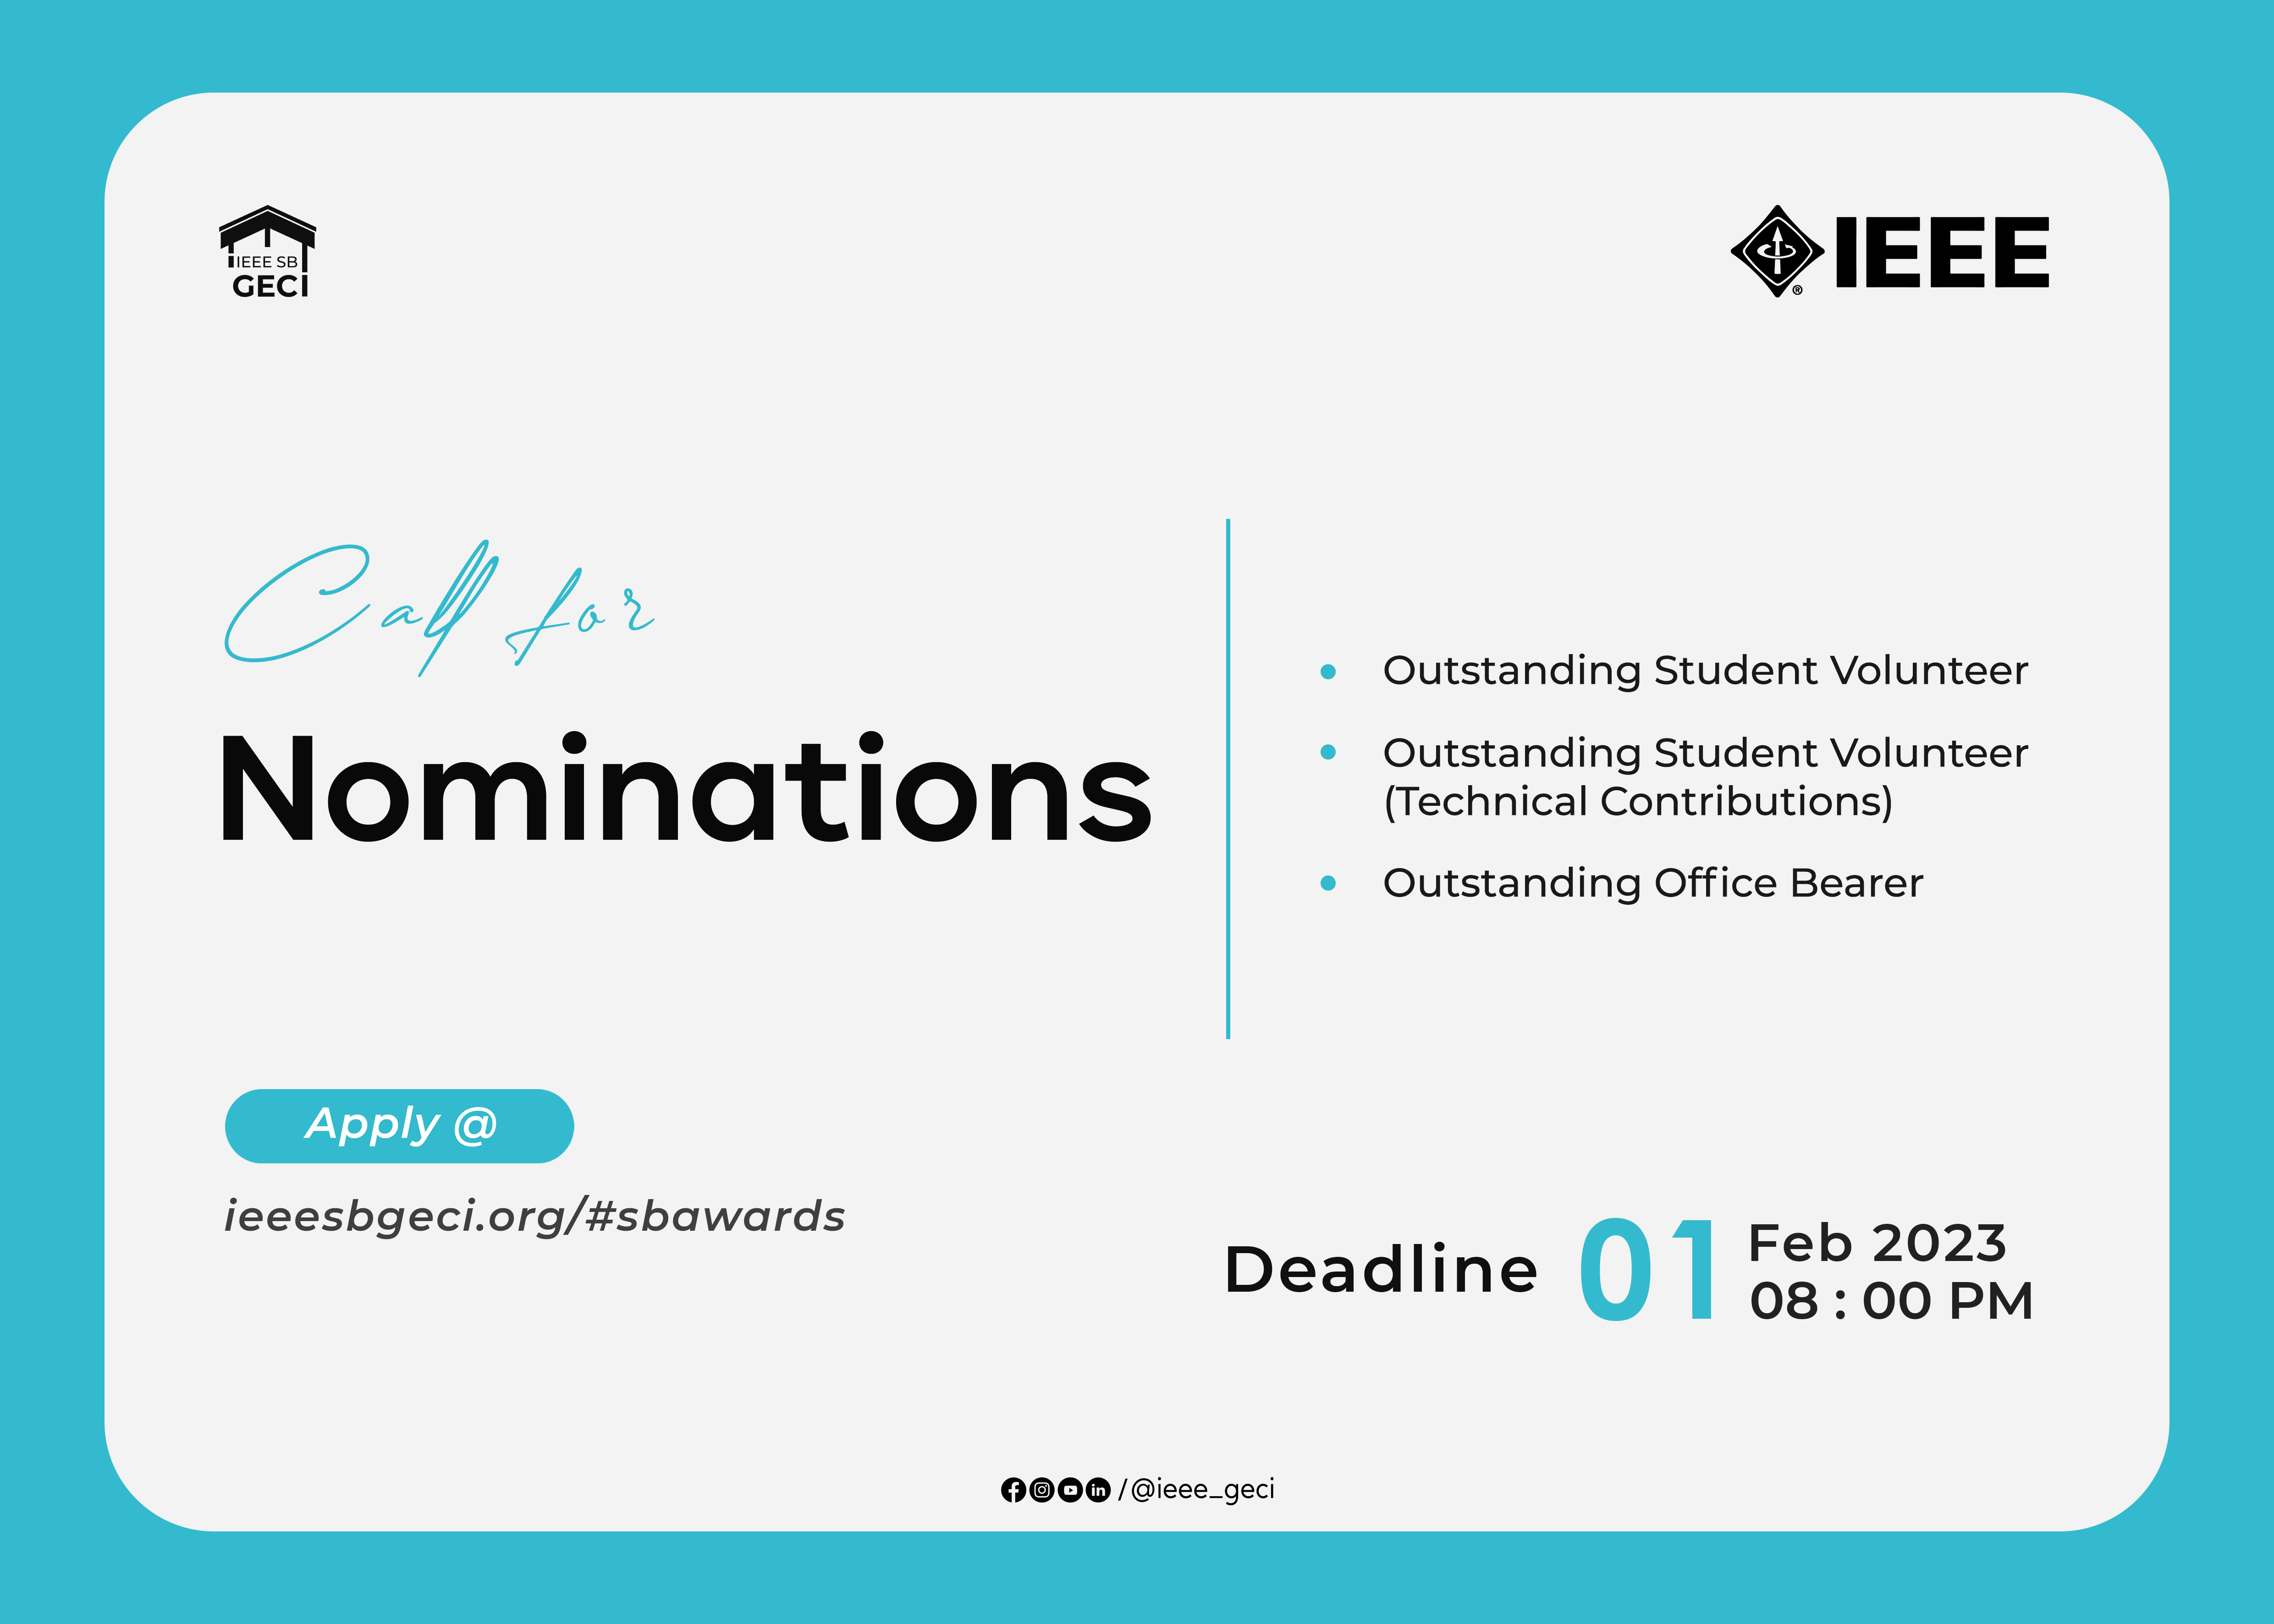 IEEE SB
GECI
IEEE
®
Call for
Nominations
Outstanding Student Volunteer
Outstanding Student Volunteer
(Technical Contributions)
Outstanding Office Bearer
Apply @
ieeesbgeci.org/#sbawards
Deadline
01
Feb 2023
08 : 00 PM
/@ieee_geci